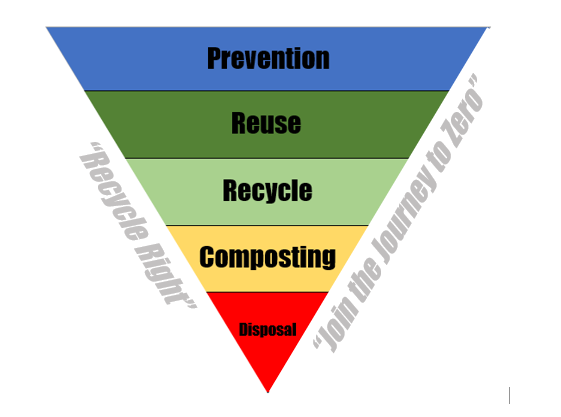 Prevention
Reuse
Recycle
Composting
Disposal
“Recycle Right”
“Join the Journey to Zero”